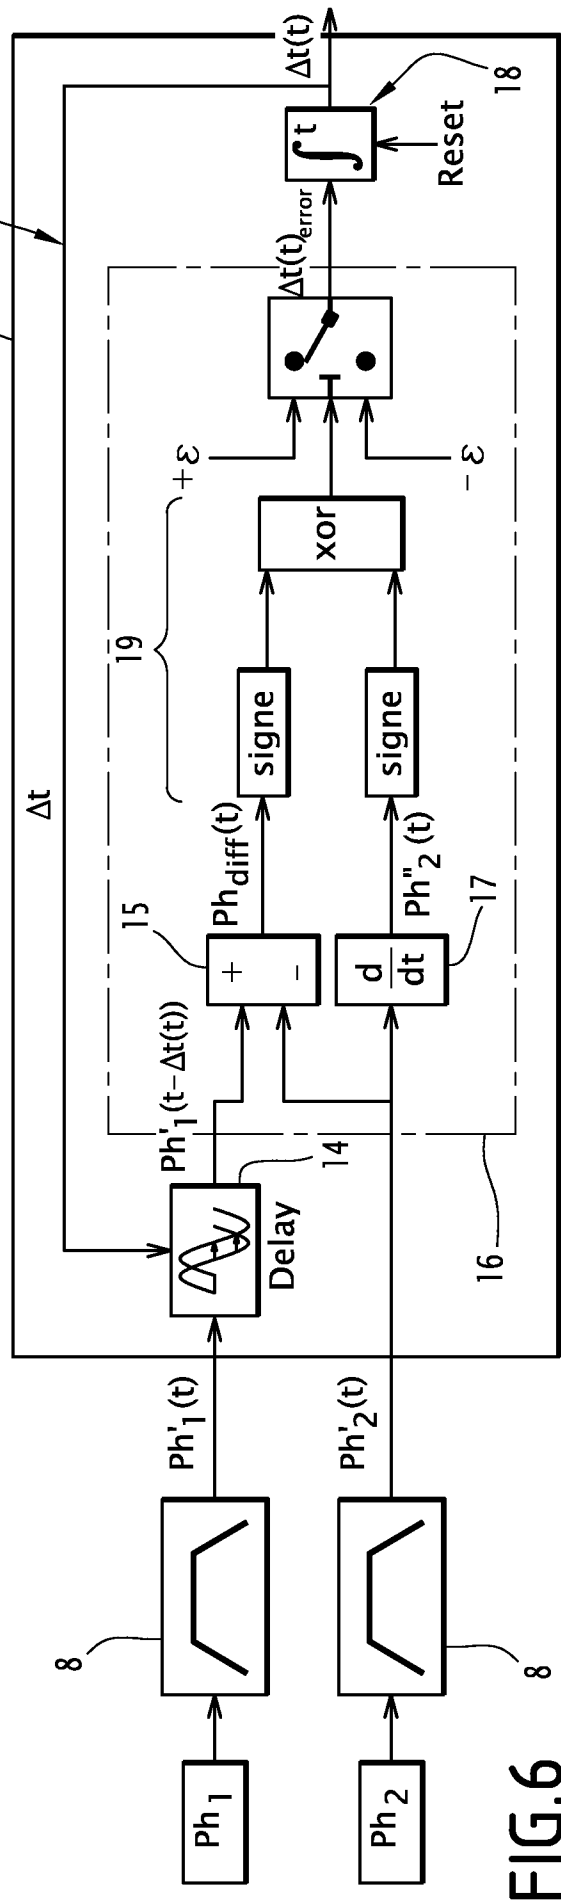 Δt
Δt(t)
18
t
Reset
Δt(t)error
+ε
-ε
19
xor
signe
signe
Phdiff(t)
Ph"2(t)
15
17
+
-
d
dt
Ph'1(t-Δt(t))
14
Delay
16
Ph'1(t)
Ph'2(t)
8
8
Ph1
Ph2
FIG.6